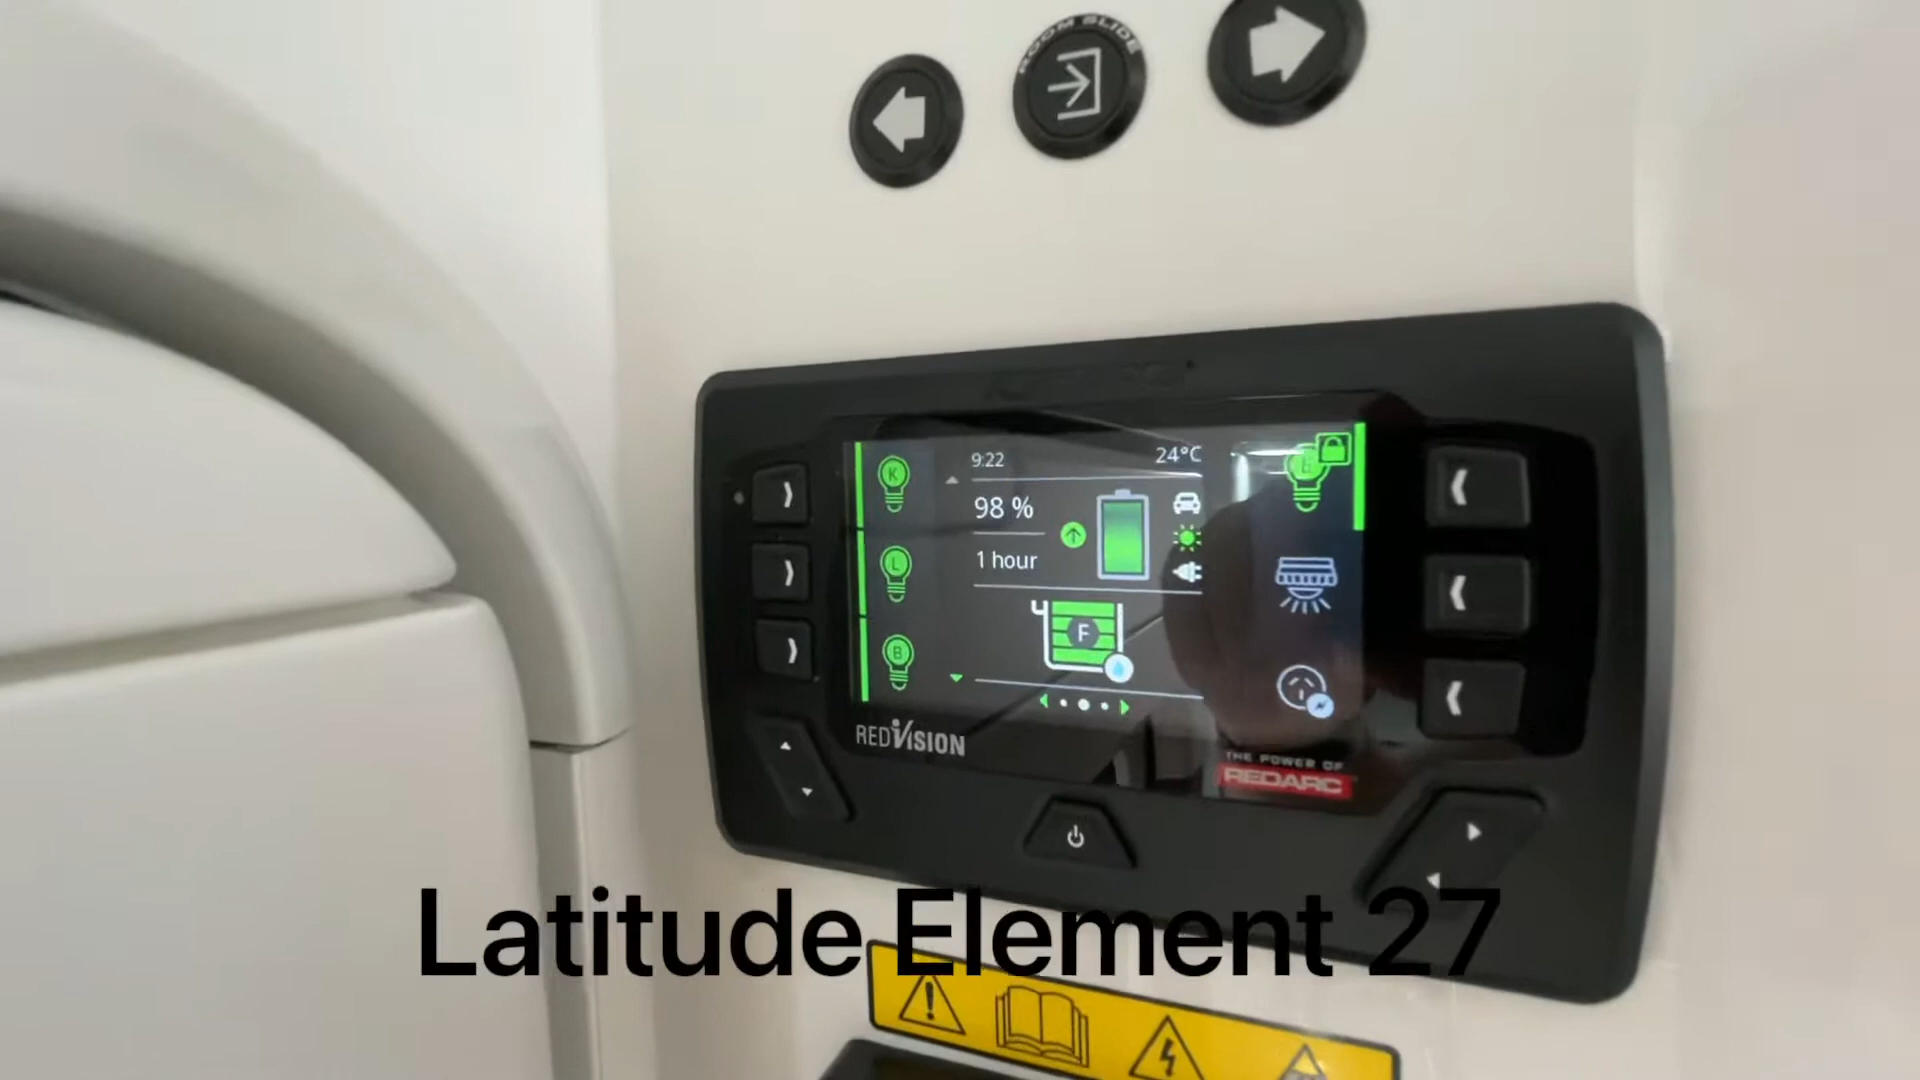 ROOM SLIDE
K
9:22
24°C
98 %
L
1 hour
F
B
REDVISION
THE POWER OF
REDARC
Latitude Element 27